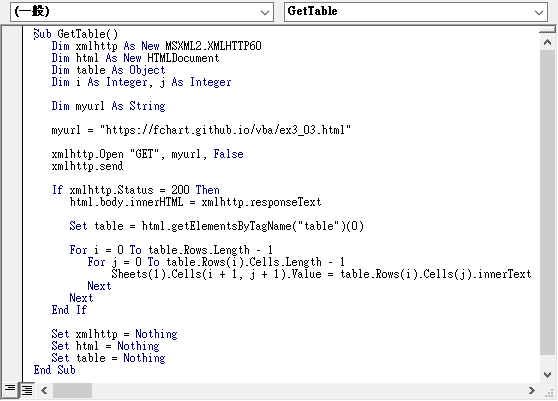 (一般) GetTable
Sub GetTable()
    Dim xmlhttp As New MSXML2.XMLHTTP60
    Dim html As New HTMLDocument
    Dim table As Object
    Dim i As Integer, j As Integer

    Dim myurl As String

    myurl = "https://fchart.github.io/vba/ex3_03.html"

    xmlhttp.Open "GET", myurl, False
    xmlhttp.send

    If xmlhttp.Status = 200 Then
        html.body.innerHTML = xmlhttp.responseText

        Set table = html.getElementsByTagName("table")(0)

        For i = 0 To table.Rows.Length - 1
            For j = 0 To table.Rows(i).Cells.Length - 1
                Sheets(1).Cells(i + 1, j + 1).Value = table.Rows(i).Cells(j).innerText
            Next
        Next
    End If

    Set xmlhttp = Nothing
    Set html = Nothing
    Set table = Nothing
End Sub